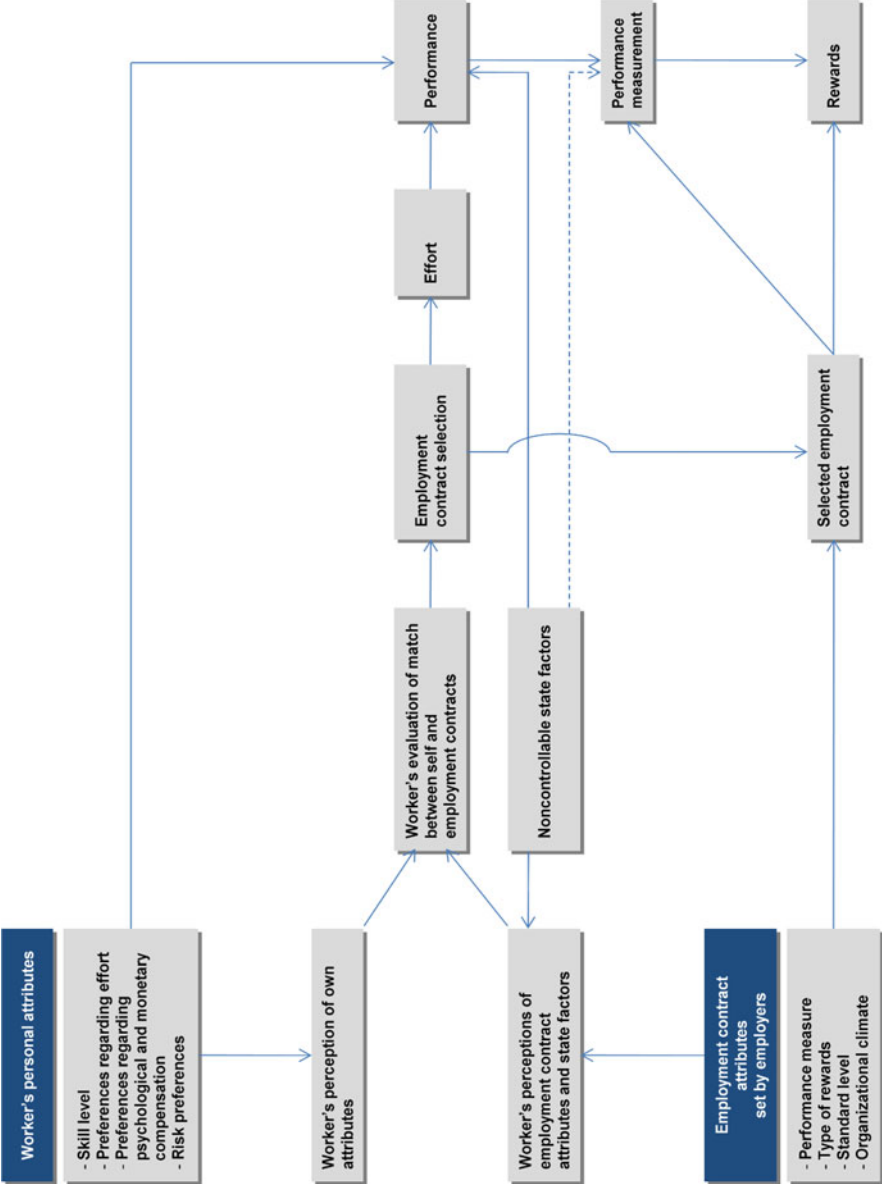 Worker's personal attributes
- Skill level
- Preferences regarding effort
- Preferences regarding
psychological and monetary
compensation
- Risk preferences
Worker's perception of own
attributes
Worker's perceptions of
employment contract
attributes and state factors
Employment contract
attributes
set by employers
- Performance measure
- Type of rewards
- Standard level
- Organizational climate
Worker's evaluation of match
between self and
employment contracts
Noncontrollable state factors
Employment
contract selection
Selected employment
contract
Effort
Performance
Performance
measurement
Rewards